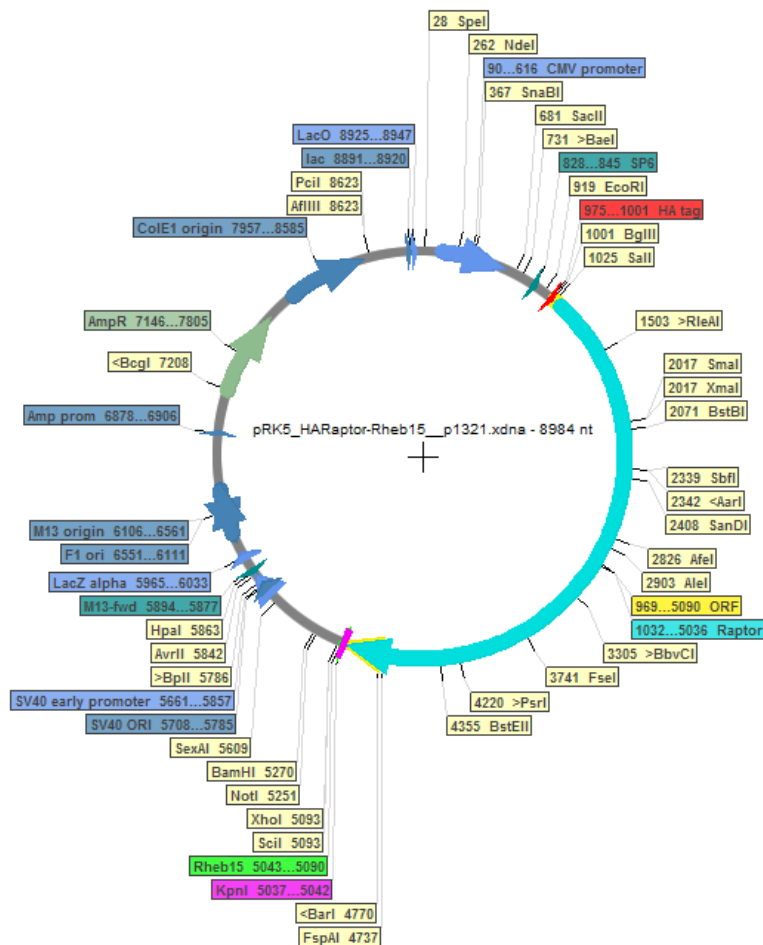 28 SpeI
262 NdeI
90...616 CMV promoter
367 SnaBI
681 SacII
731 >BaeI
828...845 SP6
919 EcoRI
975...1001 HA tag
1001 BglII
1025 SalI
1503 >RleAI
2017 SmaI
2017 XmaI
2071 BstBI
2339 SbfI
2342 <AarI
2408 SanDI
2826 AfeI
2903 AleI
969...5090 ORF
1032...5036 Raptor
3305 >BbvCI
3741 FseI
4220 >PsrI
4355 BstEII
LacO 8925...8947
lac 8891...8920
PciI 8623
AflIII 8623
ColE1 origin 7957...8585
AmpR 7146...7805
<BcgI 7208
Amp prom 6878...6906
pRK5_HARaptor-Rheb15__p1321.xdna - 8984 nt
M13 origin 6106...6561
F1 ori 6551...6111
LacZ alpha 5965...6033
M13-fwd 5894...5877
HpaI 5863
AvrII 5842
>BplI 5786
SV40 early promoter 5661...5857
SV40 ORI 5708...5785
SexAI 5609
BamHI 5270
NotI 5251
XhoI 5093
SciI 5093
Rheb15 5043...5090
KpnI 5037...5042
<BarI 4770
FspAI 4737